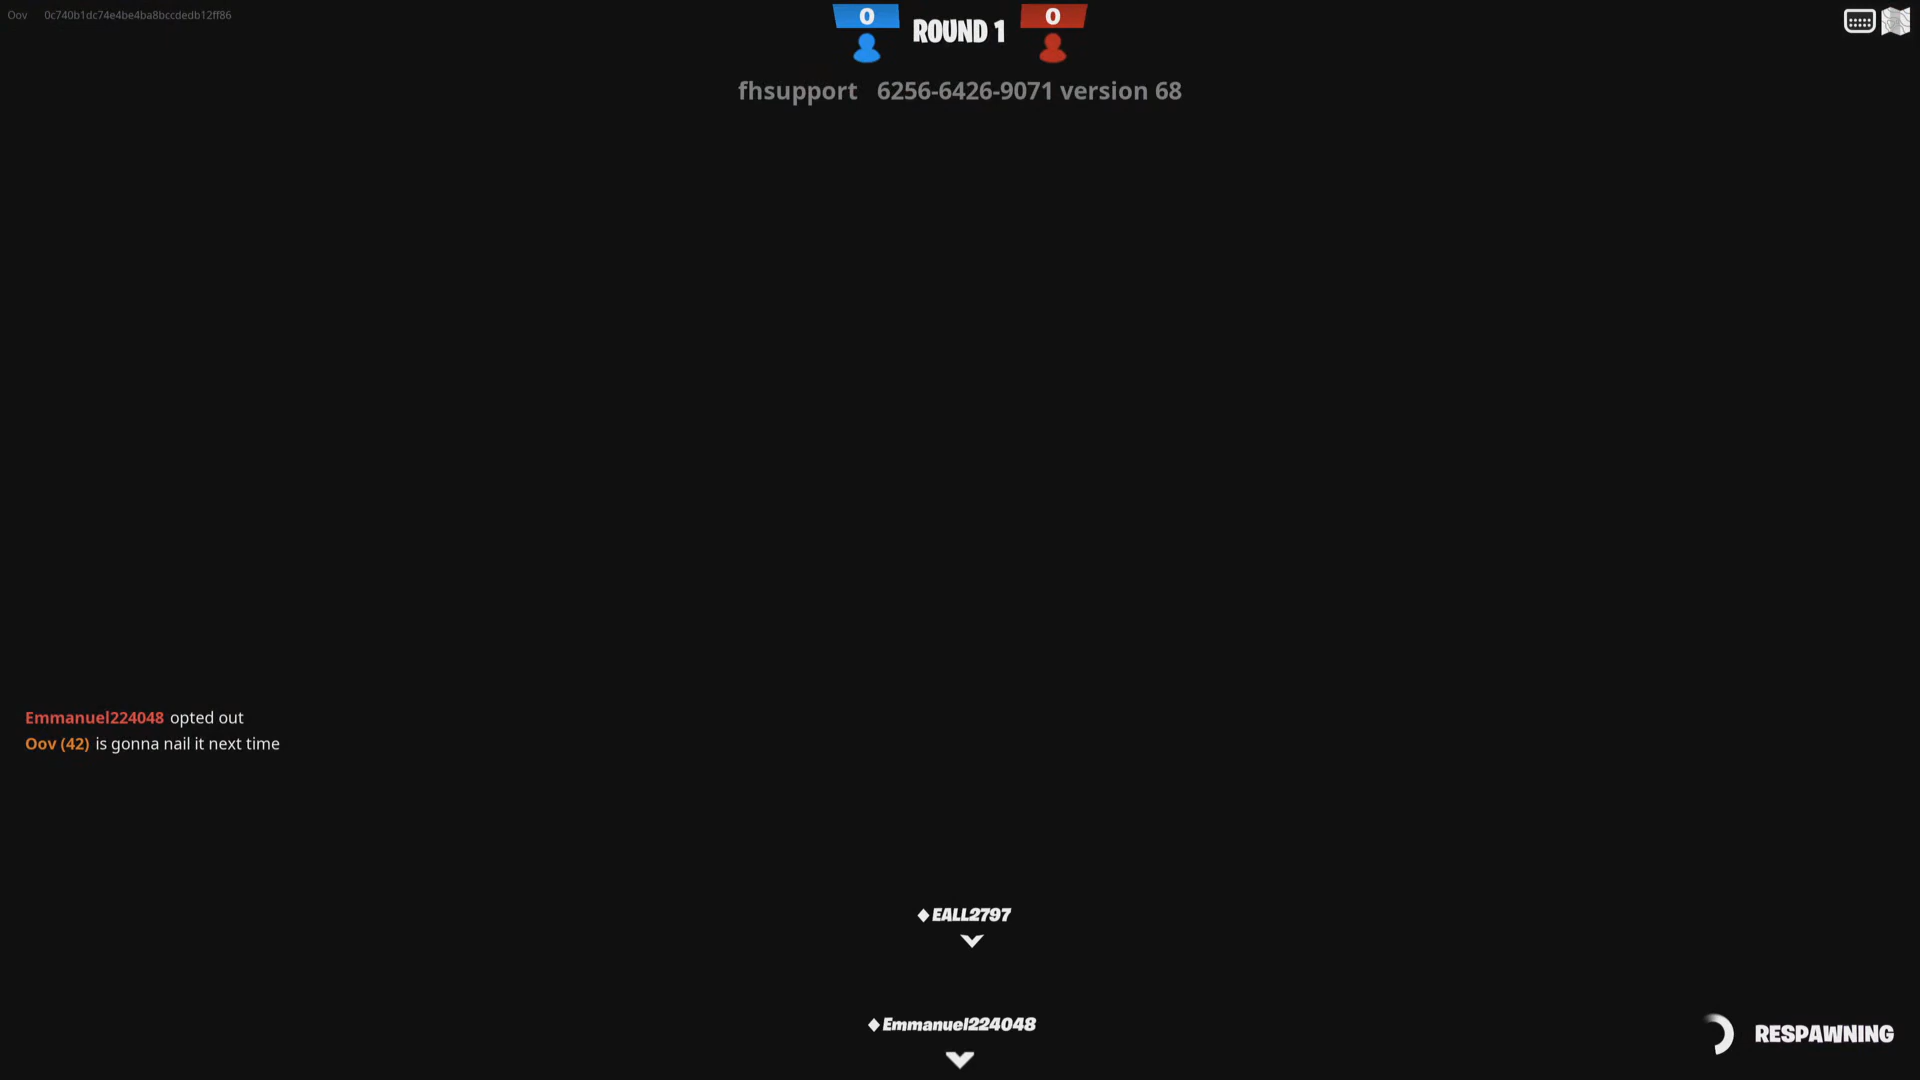 Oov 0c740b1dc74e4be4ba8bccdedb12ff86
0 ROUND 1 0
fhsupport 6256-6426-9071 version 68
Emmanuel224048 opted out
Oov (42) is gonna nail it next time
EALL2797
Emmanuel224048
RESPAWNING